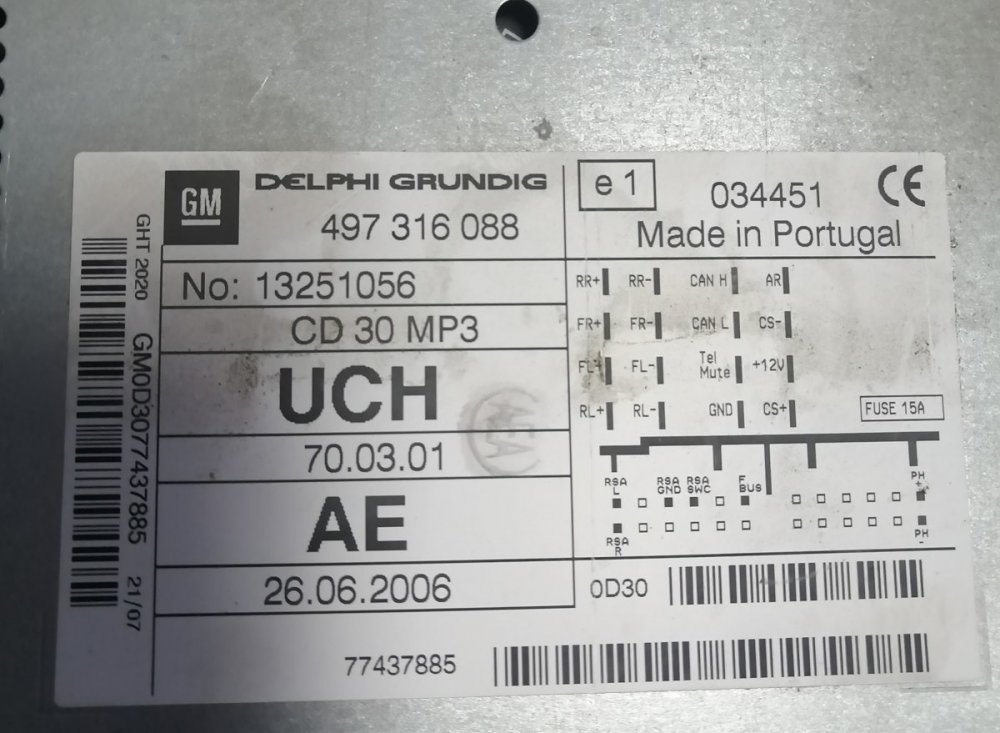 GM
DELPHI GRUNDIG
497 316 088
e 1
034451
CE
Made in Portugal
No: 13251056
CD 30 MP3
UCH
70.03.01
AE
26.06.2006
RR+ RR- CAN H AR
FR+ FR- CAN L CS-
FL+ FL- Tel Mute +12V
RL+ RL- GND CS+
FUSE 15A
RSA L
RSA GND
RSA SWC
F BUS
PH +
RSA R
PH -
0D30
77437885
GHT 2020 GM0D3077437885 21/07